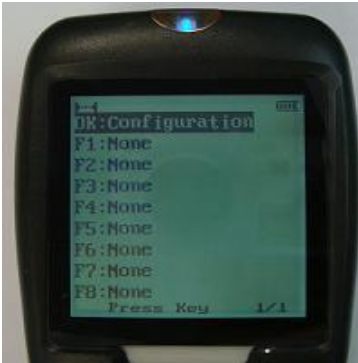 OK:Configuration
F1:None
F2:None
F3:None
F4:None
F5:None
F6:None
F7:None
F8:None
Press Key 1/1